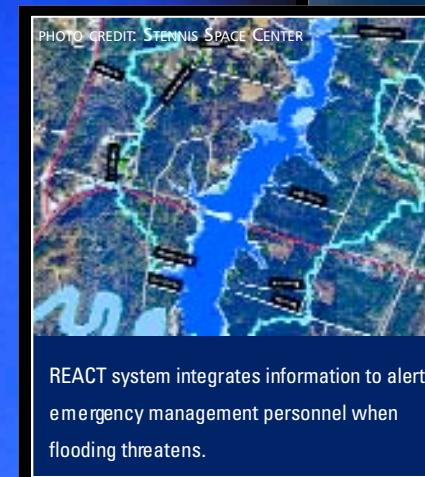 PHOTO CREDIT: STENNIS SPACE CENTER
REACT system integrates information to alert
emergency management personnel when
flooding threatens.